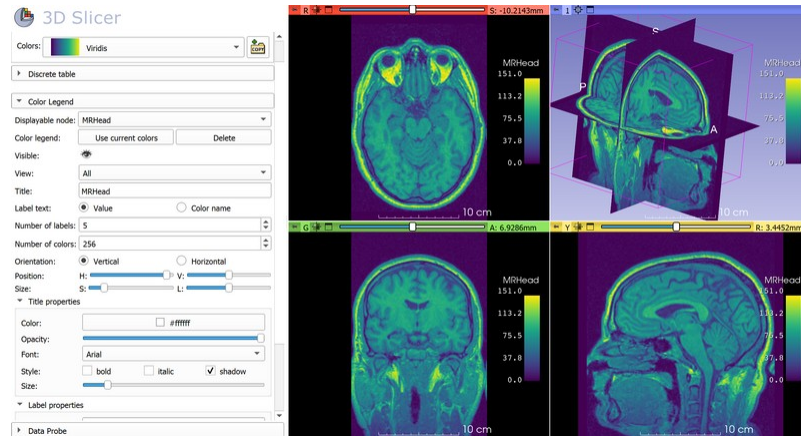 3D Slicer
Colors: Viridis
COPY
Discrete table
Color Legend
Displayable node: MRHead
Color legend: Use current colors Delete
Visible:
View: All
Title: MRHead
Label text: Value Color name
Number of labels: 5
Number of colors: 256
Orientation: Vertical Horizontal
Position: H: V:
Size: S: L:
Title properties
Color: #ffffff
Opacity:
Font: Arial
Style: bold italic shadow
Size:
Label properties
Data Probe
R S: -10.2143mm
MRHead
151.0
113.2
75.5
37.8
0.0
10 cm
1
S
P
A
MRHead
151.0
113.2
75.5
37.8
0.0
G A: 6.9286mm
MRHead
151.0
113.2
75.5
37.8
0.0
10 cm
Y R: 3.4452mm
MRHead
151.0
113.2
75.5
37.8
0.0
10 cm